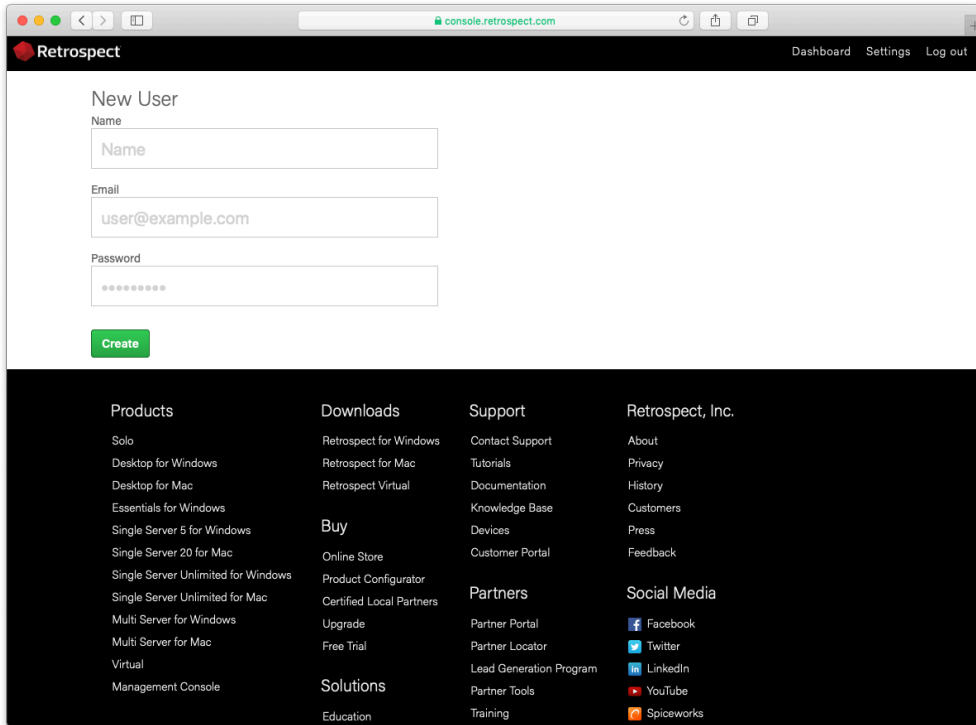 console.retrospect.com
Retrospect
Dashboard Settings Log out
New User
Name
Name
Email
user@example.com
Password
Create
Products
Solo
Desktop for Windows
Desktop for Mac
Essentials for Windows
Single Server 5 for Windows
Single Server 20 for Mac
Single Server Unlimited for Windows
Single Server Unlimited for Mac
Multi Server for Windows
Multi Server for Mac
Virtual
Management Console
Downloads
Retrospect for Windows
Retrospect for Mac
Retrospect Virtual
Buy
Online Store
Product Configurator
Certified Local Partners
Upgrade
Free Trial
Solutions
Education
Support
Contact Support
Tutorials
Documentation
Knowledge Base
Devices
Customer Portal
Partners
Partner Portal
Partner Locator
Lead Generation Program
Partner Tools
Training
Retrospect, Inc.
About
Privacy
History
Customers
Press
Feedback
Social Media
Facebook
Twitter
LinkedIn
YouTube
Spiceworks